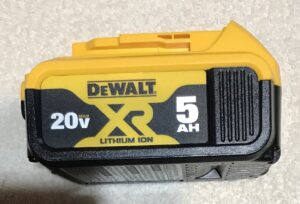 DEWALT
20V
XR
5
AH
LITHIUM ION